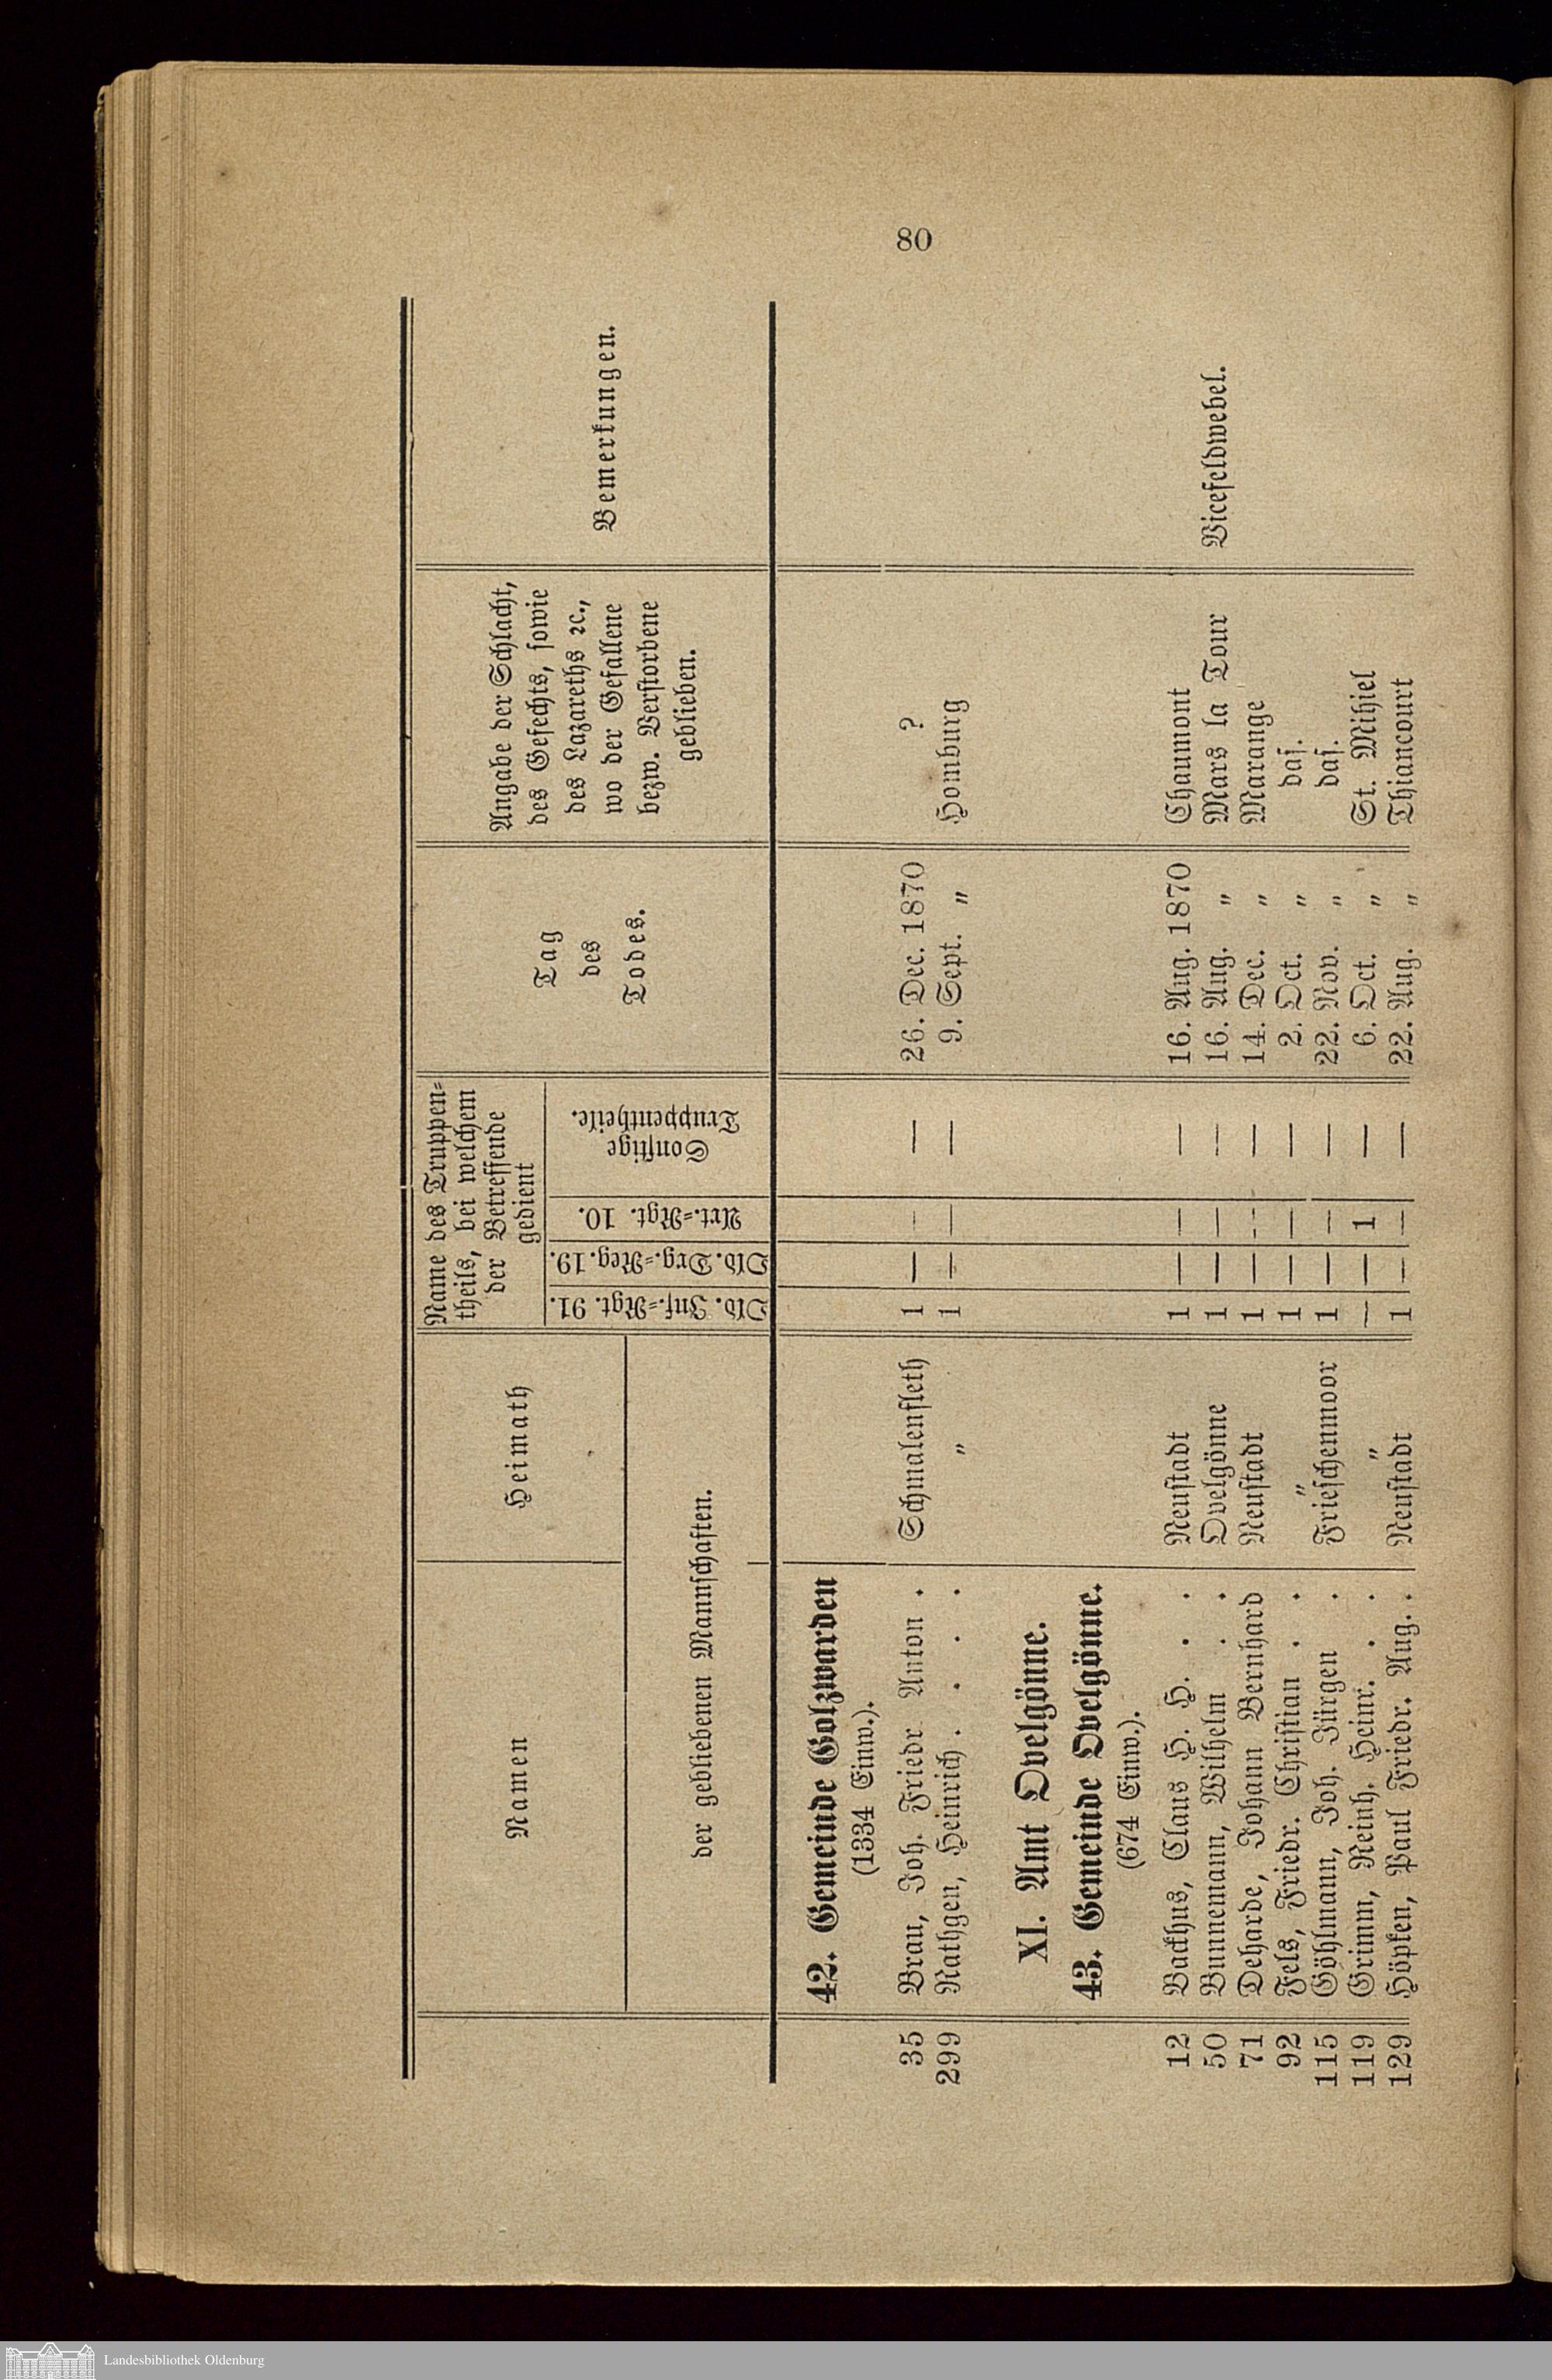 80
Namen
Heimath
der gebliebenen Mannschaften.
Name des Truppen-
theils, bei welchem
der Betreffende
gedient
Old. Inf.-Rgt. 91.
Old. Drg.-Reg. 19.
Art.-Rgt. 10.
Sonstige
Truppentheile.
Tag
des
Todes.
Angabe der Schlacht,
des Gefechts, sowie
des Lazareths ꝛc.,
wo der Gefallene
bezw. Verstorbene
geblieben.
Bemerkungen.
42. Gemeinde Golzwarden
(1334 Einw.).
35 Brau, Joh. Friedr Anton . Schmalenfleth 1 — — — 26. Dec. 1870 ?
299 Rathgen, Heinrich . . . . " 1 — — — 9. Sept. " Homburg
XI. Amt Ovelgönne.
43. Gemeinde Ovelgönne.
(674 Einw.).
12 Backhus, Claus H. H. . . Neustadt 1 — — — 16. Aug. 1870 Chaumont
50 Bunnemann, Wilhelm . . Ovelgönne 1 — — — 16. Aug. " Mars la Tour Vicefeldwebel.
71 Deharde, Johann Bernhard Neustadt 1 — — — 14. Dec. " Marange
92 Fels, Friedr. Christian . . " 1 — — — 2. Oct. " das.
115 Göhlmann, Joh. Jürgen . Frieschenmoor 1 — — — 22. Nov. " das.
119 Grimm, Reinh. Heinr. . . " — — 1 — 6. Oct. " St. Mihiel
129 Höpken, Paul Friedr. Aug. . Neustadt 1 — — — 22. Aug. " Thiancourt
Landesbibliothek Oldenburg